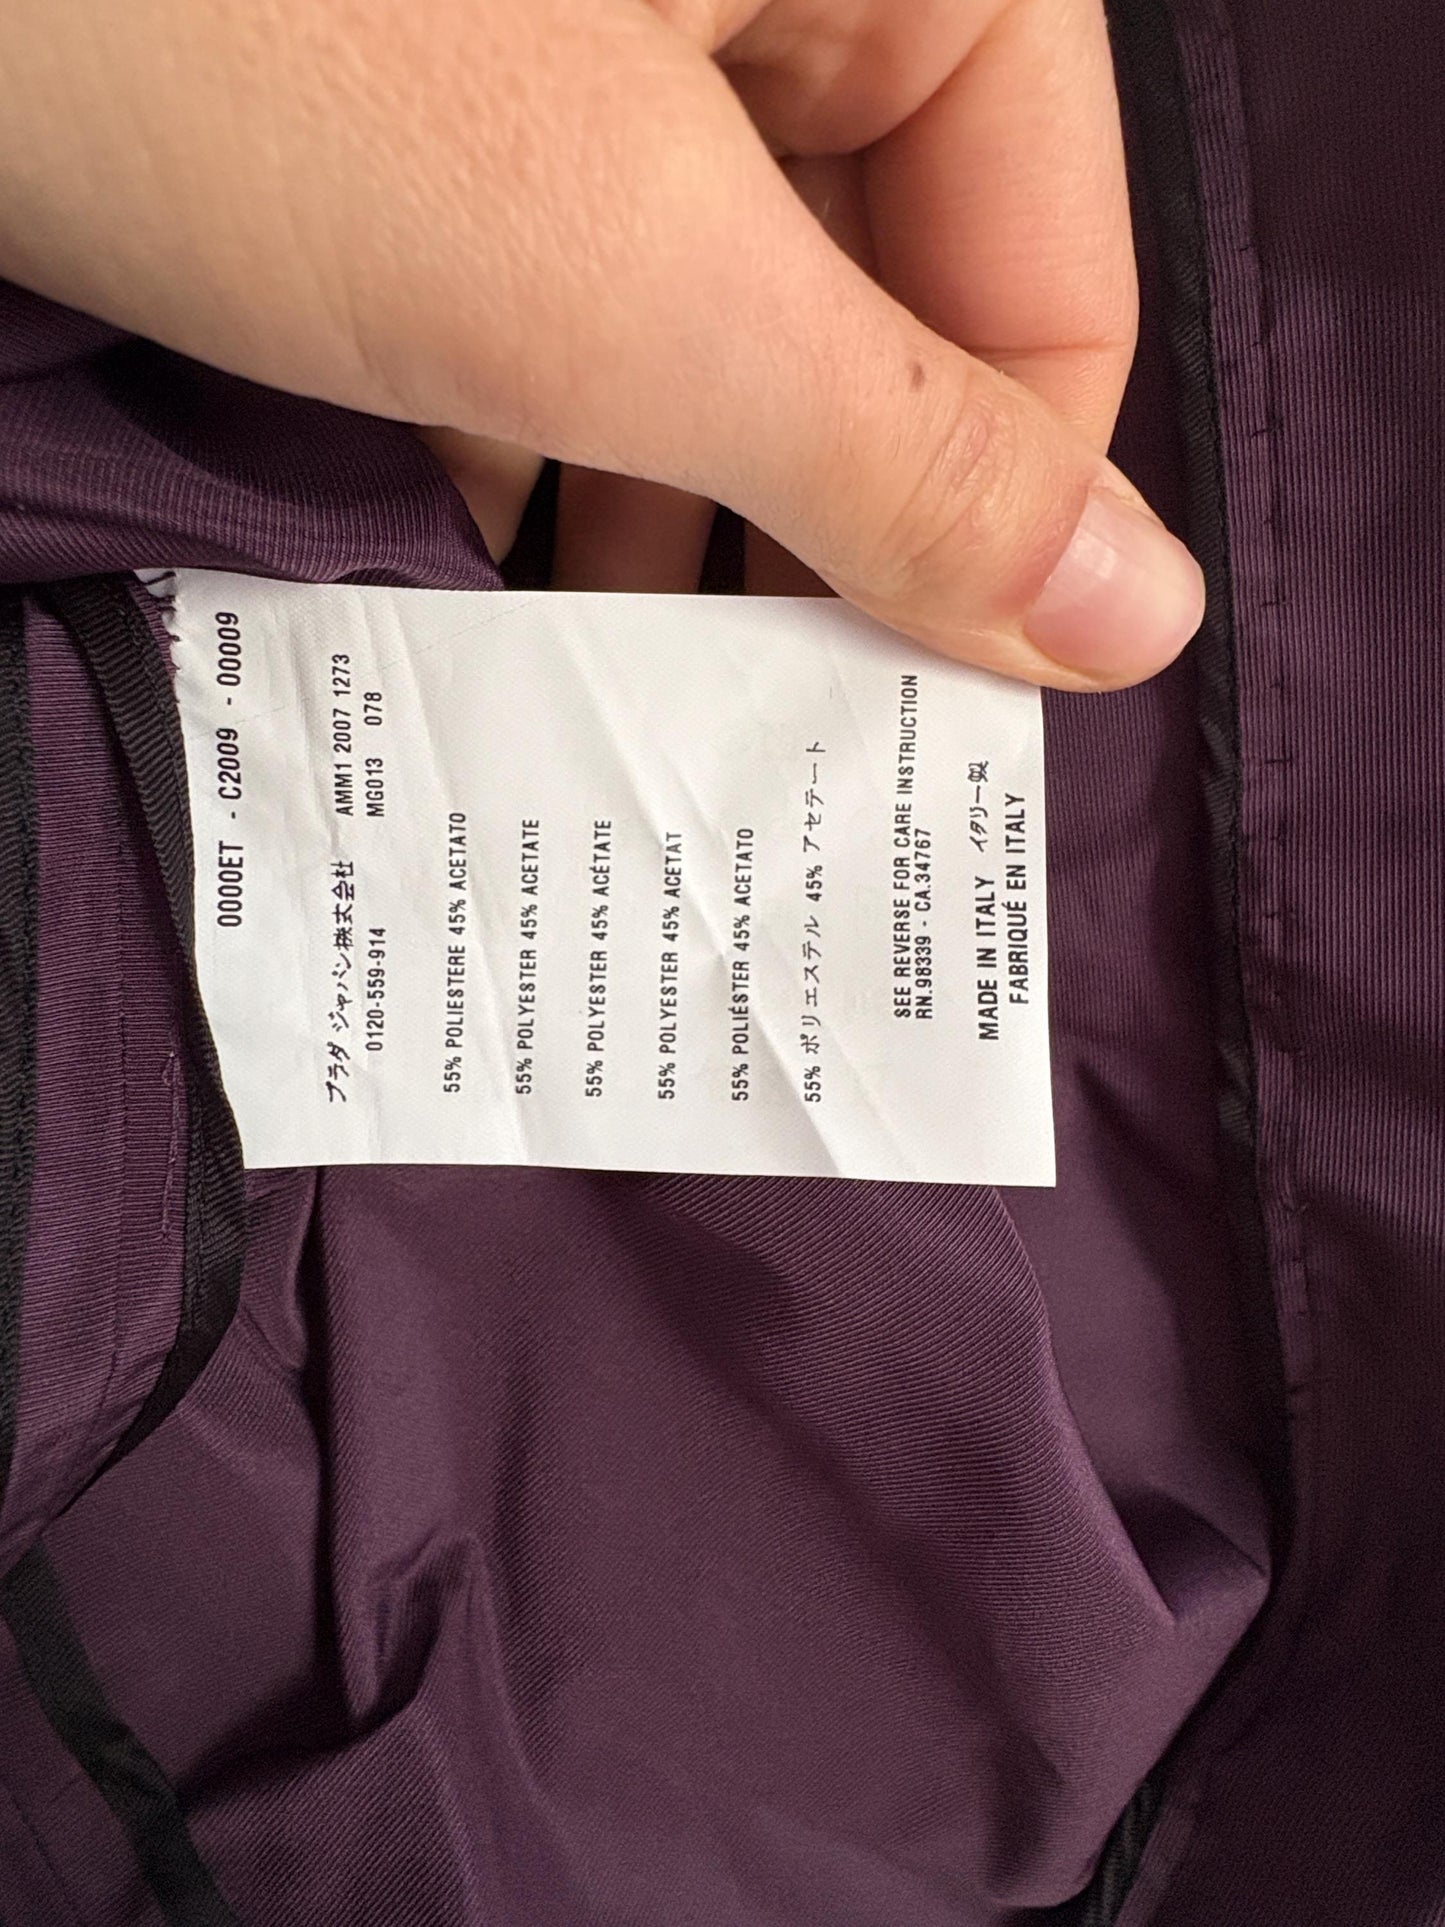 0000ET - C2009 - 00009
プラダ ジャパン株式会社 AMM1 2007 1273
0120-559-914 MG013 078
55% POLIESTERE 45% ACETATO
55% POLYESTER 45% ACETATE
55% POLYESTER 45% ACÉTATE
55% POLYESTER 45% ACETAT
55% POLIÉSTER 45% ACETATO
55% ポリエステル 45% アセテート
SEE REVERSE FOR CARE INSTRUCTION
RN.98339 - CA.34767
MADE IN ITALY イタリー製
FABRIQUÉ EN ITALY